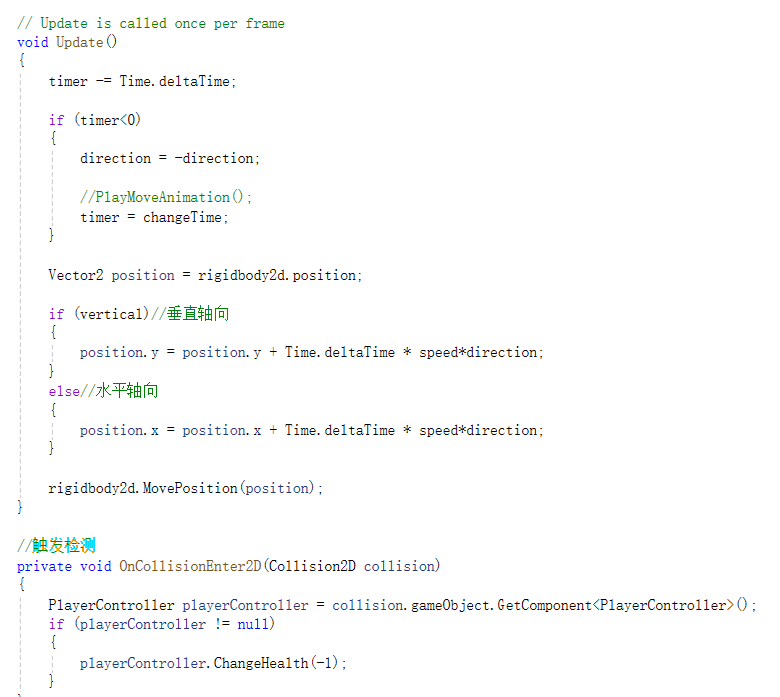 // Update is called once per frame
void Update()
{
timer -= Time.deltaTime;
if (timer<0)
{
direction = -direction;
//PlayMoveAnimation();
timer = changeTime;
}
Vector2 position = rigidbody2d.position;
if (vertical)//垂直轴向
{
position.y = position.y + Time.deltaTime * speed*direction;
}
else//水平轴向
{
position.x = position.x + Time.deltaTime * speed*direction;
}
rigidbody2d.MovePosition(position);
}
//触发检测
private void OnCollisionEnter2D(Collision2D collision)
{
PlayerController playerController = collision.gameObject.GetComponent<PlayerController>();
if (playerController != null)
{
playerController.ChangeHealth(-1);
}